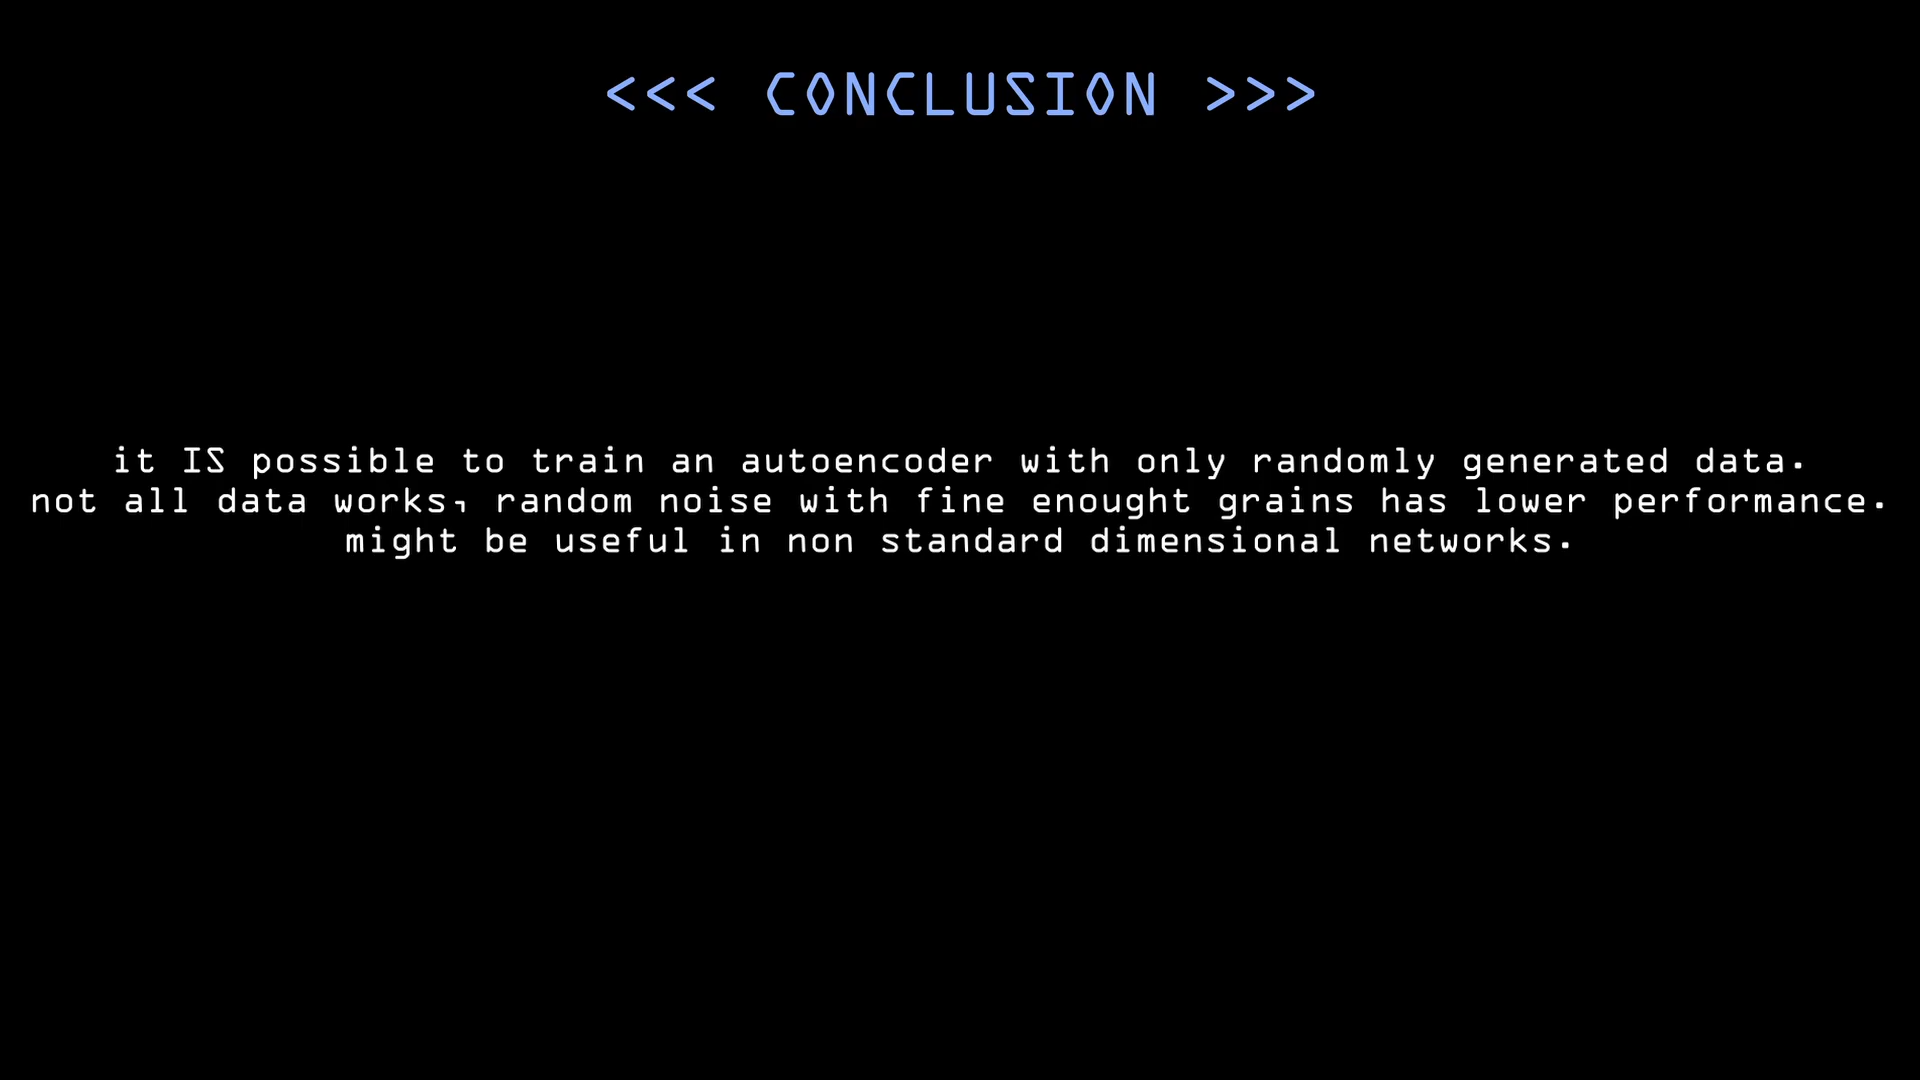 <<< CONCLUSION >>>
it IS possible to train an autoencoder with only randomly generated data.
not all data works, random noise with fine enought grains has lower performance.
might be useful in non standard dimensional networks.